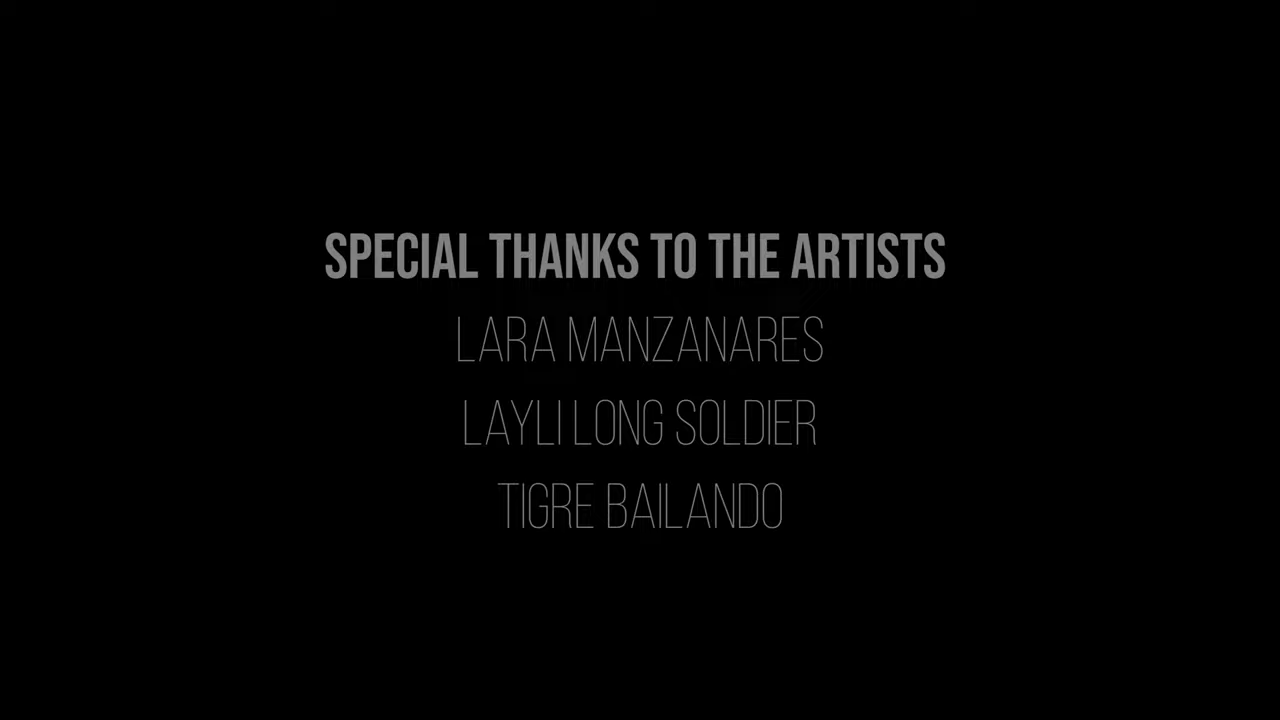 SPECIAL THANKS TO THE ARTISTS
LARA MANZANARES
LAYLI LONG SOLDIER
TIGRE BAILANDO